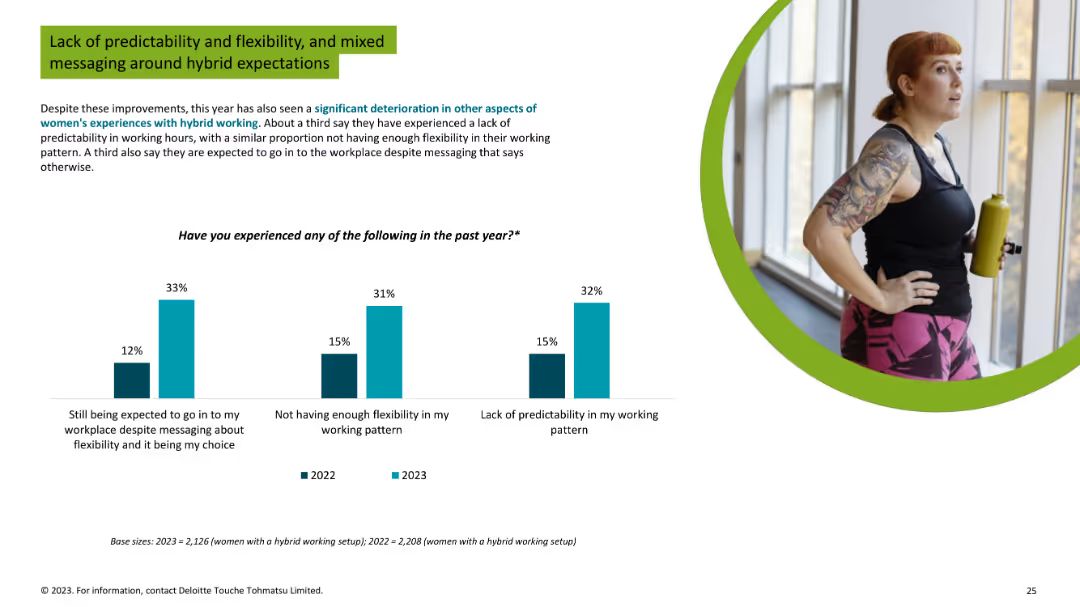 Lack of predictability and flexibility, and mixed
messaging around hybrid expectations
Despite these improvements, this year has also seen a significant deterioration in other aspects of
women's experiences with hybrid working. About a third say they have experienced a lack of
predictability in working hours, with a similar proportion not having enough flexibility in their working
pattern. A third also say they are expected to go in to the workplace despite messaging that says
otherwise.
Have you experienced any of the following in the past year?*
33%
12%
31%
15%
32%
15%
Still being expected to go in to my
workplace despite messaging about
flexibility and it being my choice
Not having enough flexibility in my
working pattern
Lack of predictability in my working
pattern
2022
2023
Base sizes: 2023 = 2,126 (women with a hybrid working setup); 2022 = 2,208 (women with a hybrid working setup)
© 2023. For information, contact Deloitte Touche Tohmatsu Limited.
25